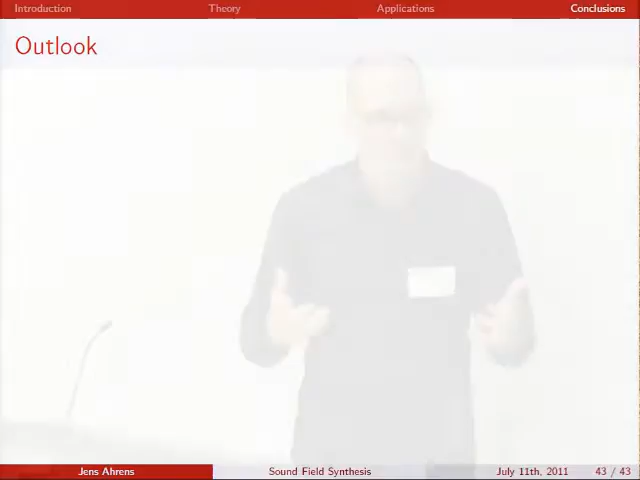 Introduction
Theory
Applications
Conclusions
Outlook
Jens Ahrens
Sound Field Synthesis
July 11th, 2011
43 / 43